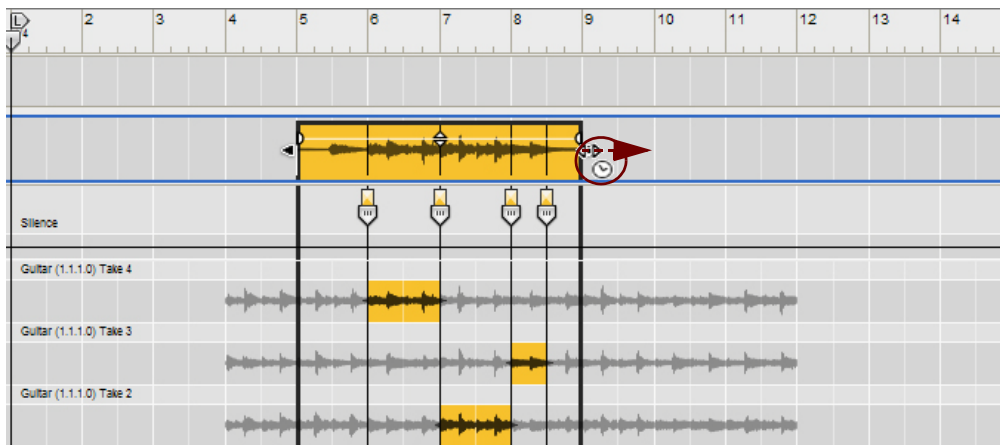 L 2 3 4 5 6 7 8 9 10 11 12 13 14
4
Silence
Guitar (1.1.1.0) Take 4
Guitar (1.1.1.0) Take 3
Guitar (1.1.1.0) Take 2